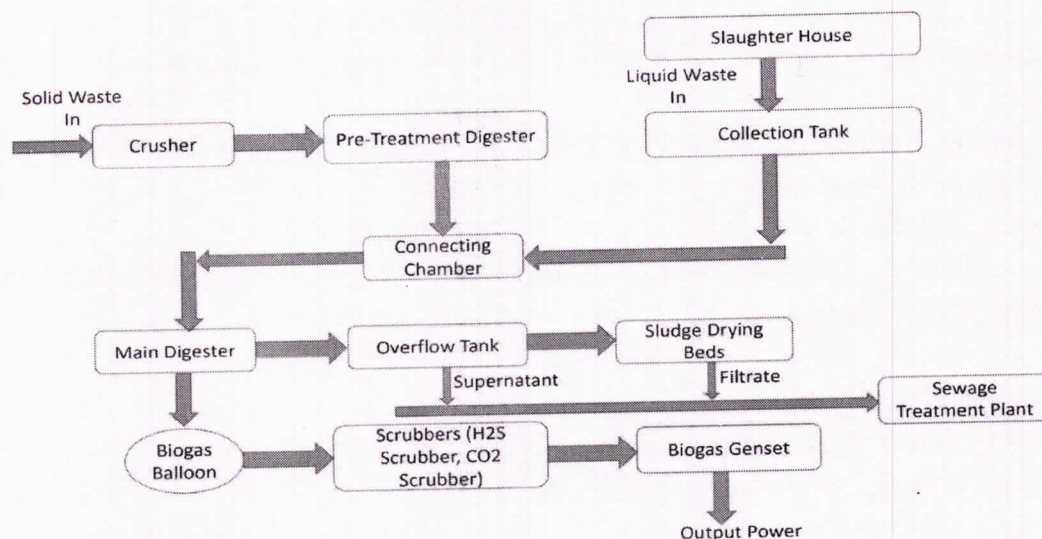 Slaughter House
Liquid Waste
In
Solid Waste
In
Crusher
Pre-Treatment Digester
Collection Tank
Connecting
Chamber
Main Digester
Overflow Tank
Sludge Drying
Beds
Supernatant
Filtrate
Sewage
Treatment Plant
Biogas
Balloon
Scrubbers (H2S
Scrubber, CO2
Scrubber)
Biogas Genset
Output Power